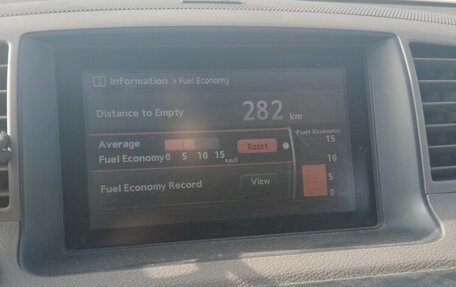 i Information > Fuel Economy
Distance to Empty 282 km
Average Fuel Economy 0 5 10 15 km/l Reset
Fuel Economy 15 10 5 0
Fuel Economy Record View